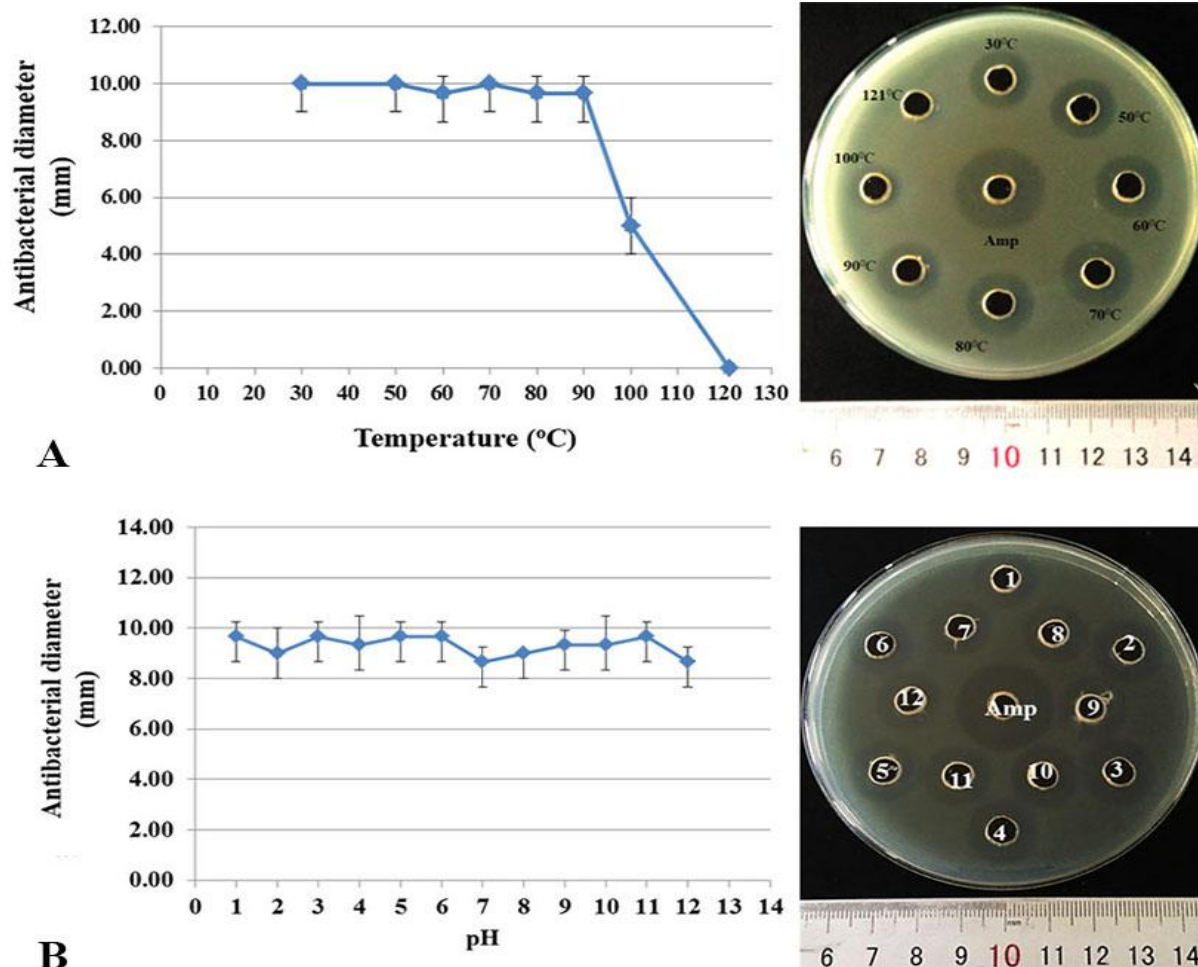 12.00
10.00
8.00
6.00
4.00
2.00
0.00
Antibacterial diameter
(mm)
0 10 20 30 40 50 60 70 80 90 100 110 120 130
Temperature (°C)
A
30°C
121°C
50°C
100°C
60°C
Amp
90°C
70°C
80°C
6 7 8 9 10 11 12 13 14
14.00
12.00
10.00
8.00
6.00
4.00
2.00
0.00
Antibacterial diameter
(mm)
0 1 2 3 4 5 6 7 8 9 10 11 12 13 14
pH
B
1
6 7 8 2
12 Amp 9
5 11 10 3
4
mm
6 7 8 9 10 11 12 13 14